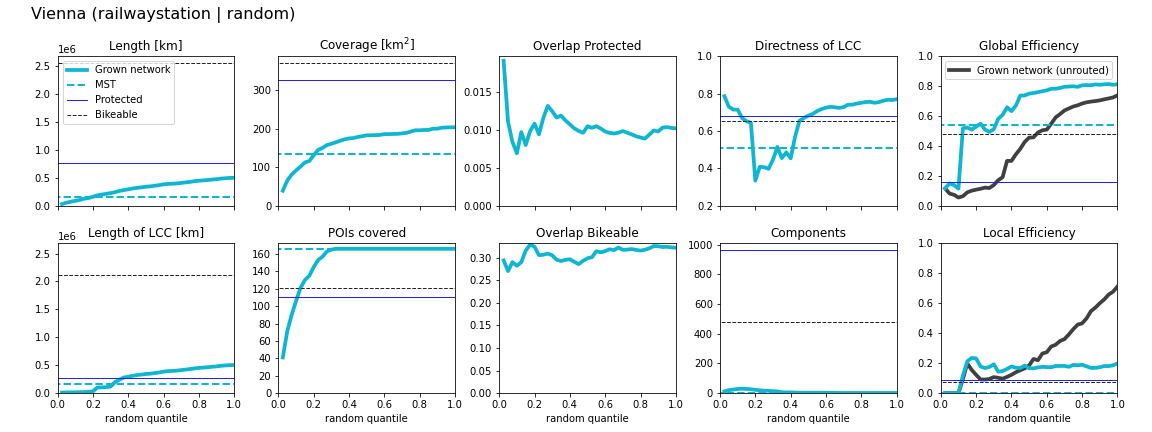 Vienna (railwaystation | random)
Length [km]
1e6
2.5
2.0
1.5
1.0
0.5
0.0
Grown network
MST
Protected
Bikeable
Coverage [km²]
300
200
100
0
Overlap Protected
0.015
0.010
0.005
0.000
Directness of LCC
1.0
0.8
0.6
0.4
0.2
Global Efficiency
1.0
0.8
0.6
0.4
0.2
0.0
Grown network (unrouted)
Length of LCC [km]
1e6
2.5
2.0
1.5
1.0
0.5
0.0
0.0 0.2 0.4 0.6 0.8 1.0
random quantile
POIs covered
160
140
120
100
80
60
40
20
0
0.0 0.2 0.4 0.6 0.8 1.0
random quantile
Overlap Bikeable
0.30
0.25
0.20
0.15
0.10
0.05
0.00
0.0 0.2 0.4 0.6 0.8 1.0
random quantile
Components
1000
800
600
400
200
0
0.0 0.2 0.4 0.6 0.8 1.0
random quantile
Local Efficiency
1.0
0.8
0.6
0.4
0.2
0.0
0.0 0.2 0.4 0.6 0.8 1.0
random quantile